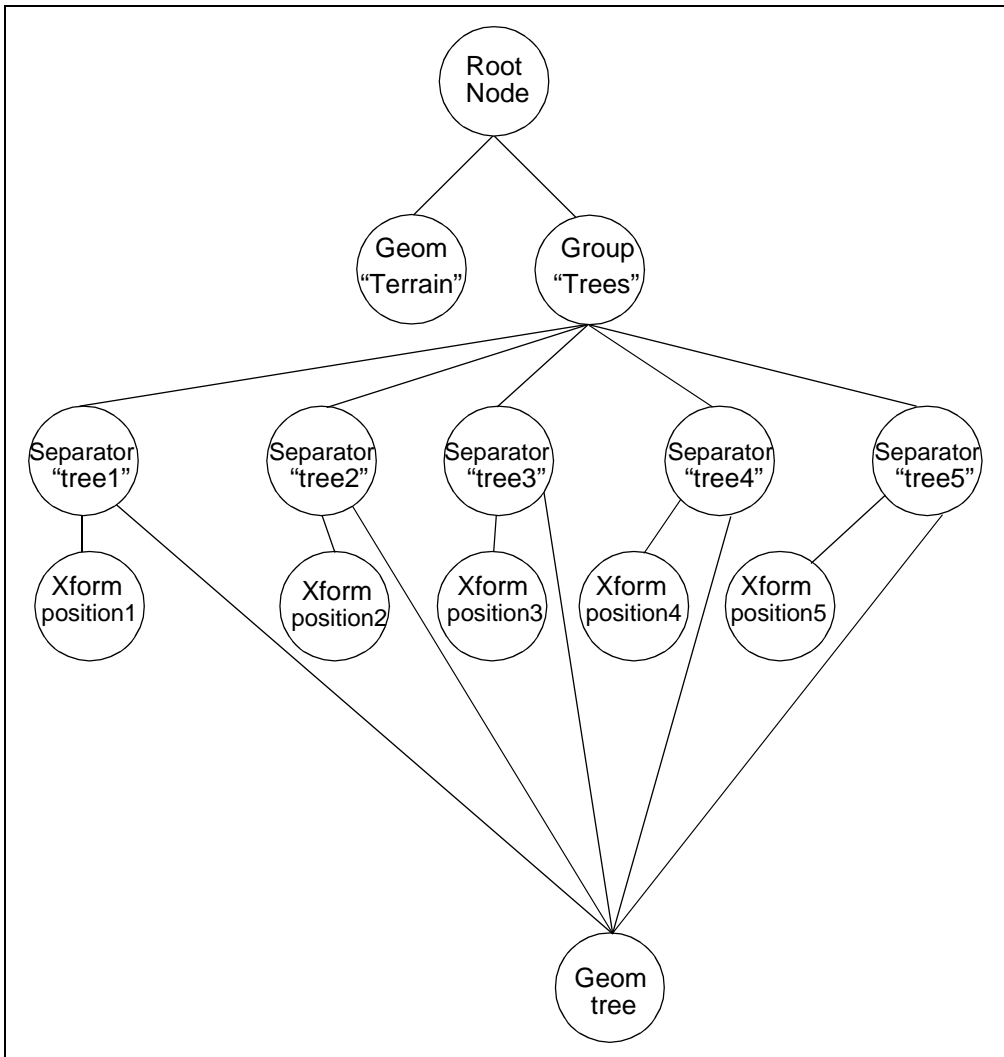 Root
Node
Geom
“Terrain”
Group
“Trees”
Separator
“tree1”
Separator
“tree2”
Separator
“tree3”
Separator
“tree4”
Separator
“tree5”
Xform
position1
Xform
position2
Xform
position3
Xform
position4
Xform
position5
Geom
tree